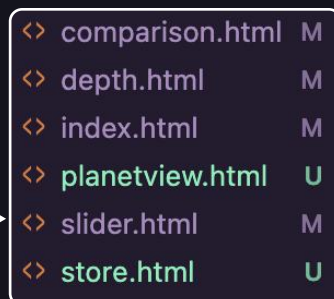 <> comparison.html M
<> depth.html M
<> index.html M
<> planetview.html U
<> slider.html M
<> store.html U